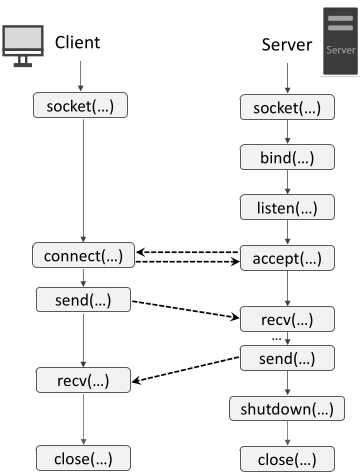 Client
Server
Server
socket(...)
socket(...)
bind(...)
listen(...)
connect(...)
accept(...)
send(...)
recv(...)
...
send(...)
recv(...)
shutdown(...)
close(...)
close(...)